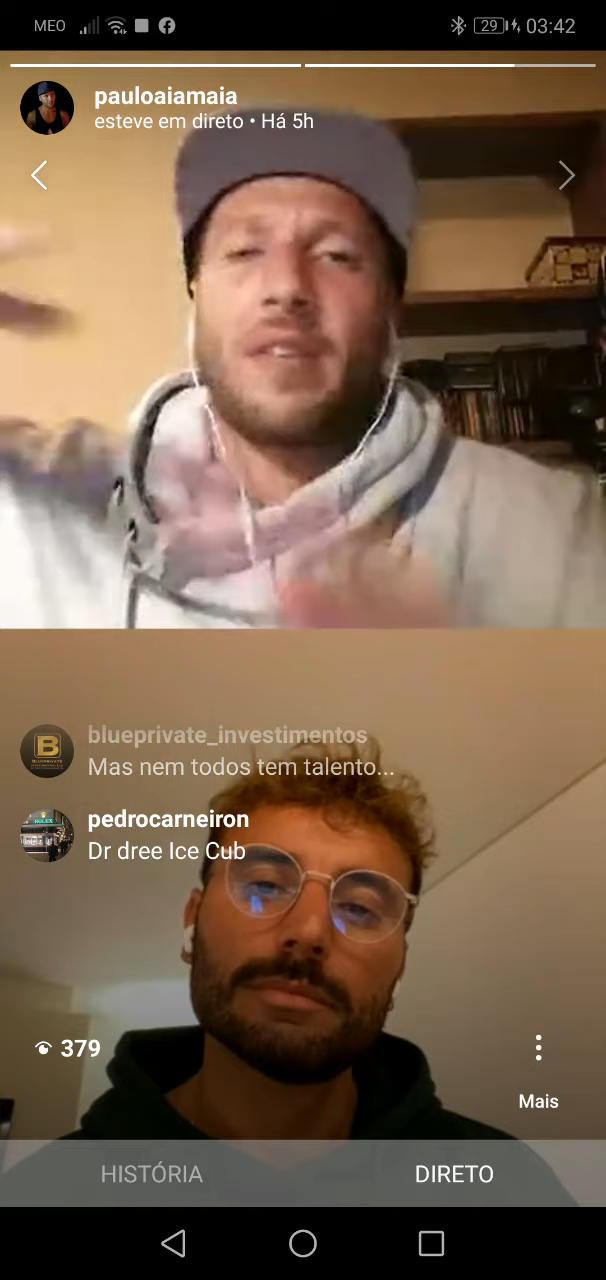 MEO
29
03:42
pauloaiamaia
esteve em direto • Há 5h
blueprivate_investimentos
Mas nem todos tem talento...
pedrocarneiron
Dr dree Ice Cub
379
Mais
HISTÓRIA
DIRETO